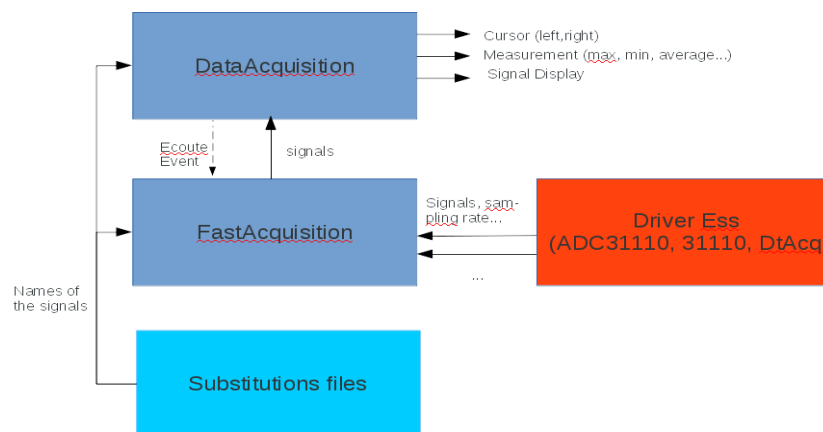 DataAcquisition
Cursor (left,right)
Measurement (max, min, average...)
Signal Display
Ecoute
Event
signals
FastAcquisition
Signals, sam-
pling rate...
...
Driver Ess
(ADC31110, 31110, DtAcq
Names of
the signals
Substitutions files